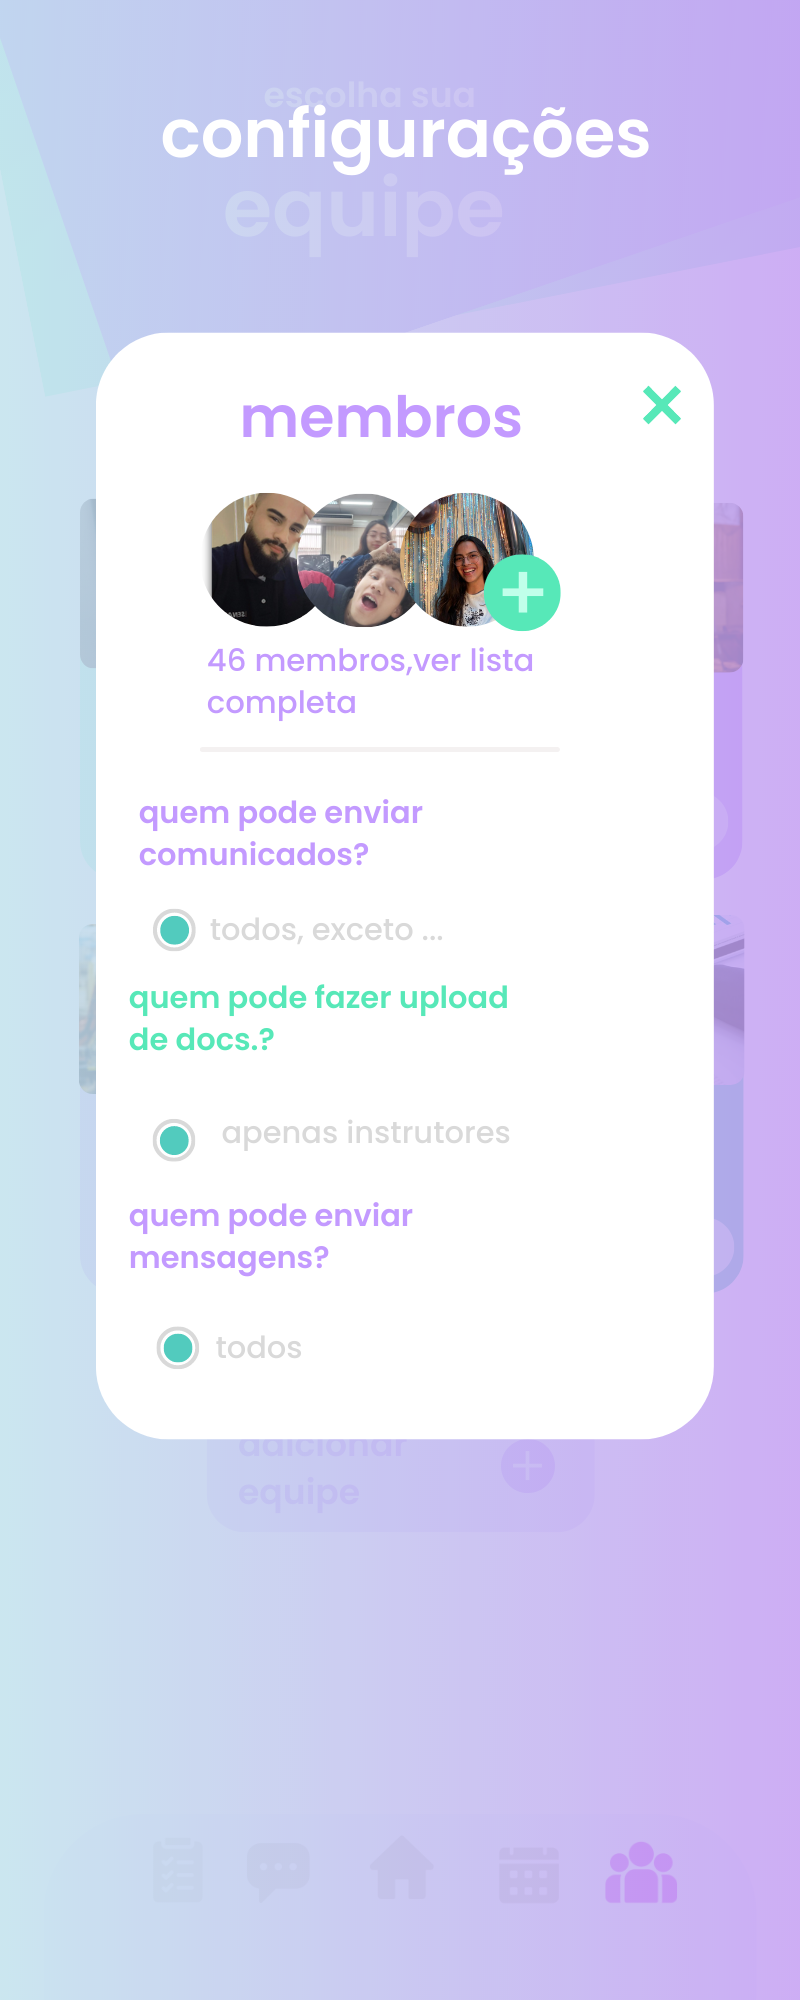 escolha sua
configurações
equipe
membros
46 membros,ver lista
completa
quem pode enviar
comunicados?
todos, exceto ...
quem pode fazer upload
de docs.?
apenas instrutores
quem pode enviar
mensagens?
todos
adicionar
equipe